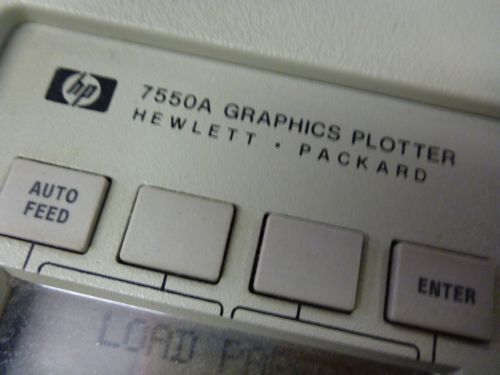 hp
7550A GRAPHICS PLOTTER
HEWLETT · PACKARD
AUTO
FEED
ENTER
LOAD